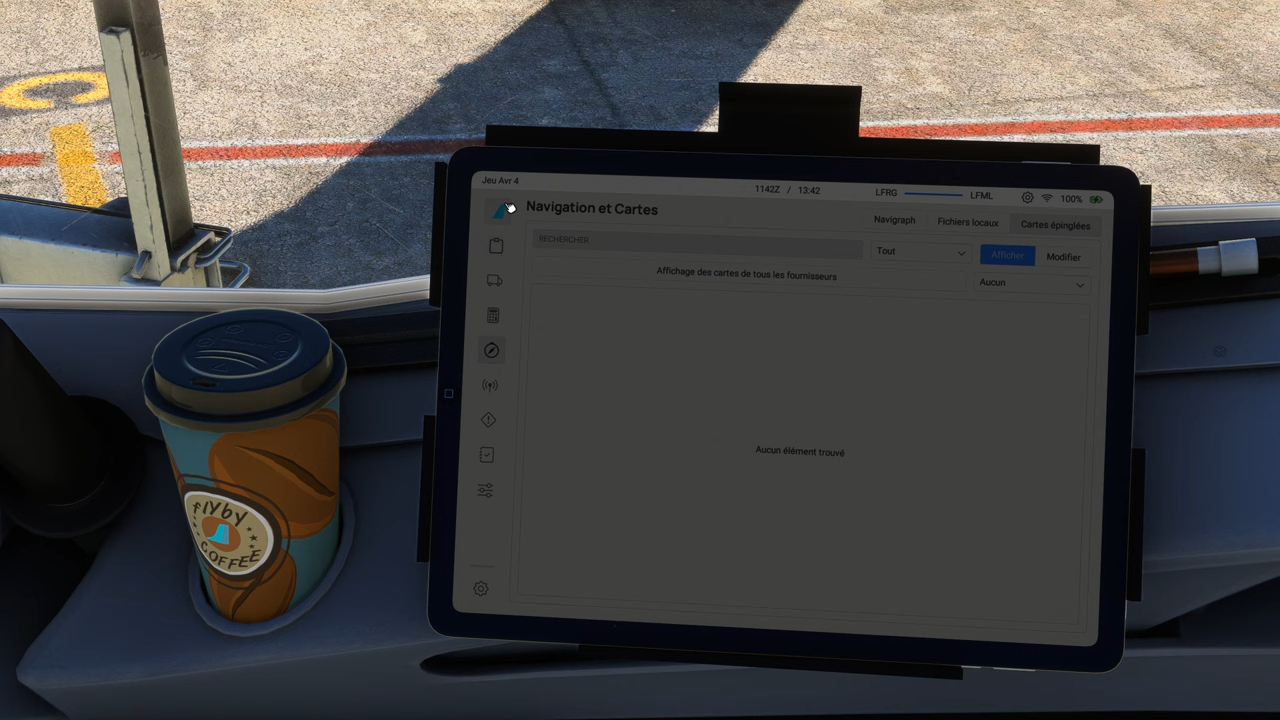 C
Jeu Avr 4
1142Z / 13:42
LFRG
LFML
100%
Navigation et Cartes
Navigraph
Fichiers locaux
Cartes épinglées
RECHERCHER
Tout
Afficher
Modifier
Affichage des cartes de tous les fournisseurs
Aucun
Aucun élément trouvé
flyby
COFFEE